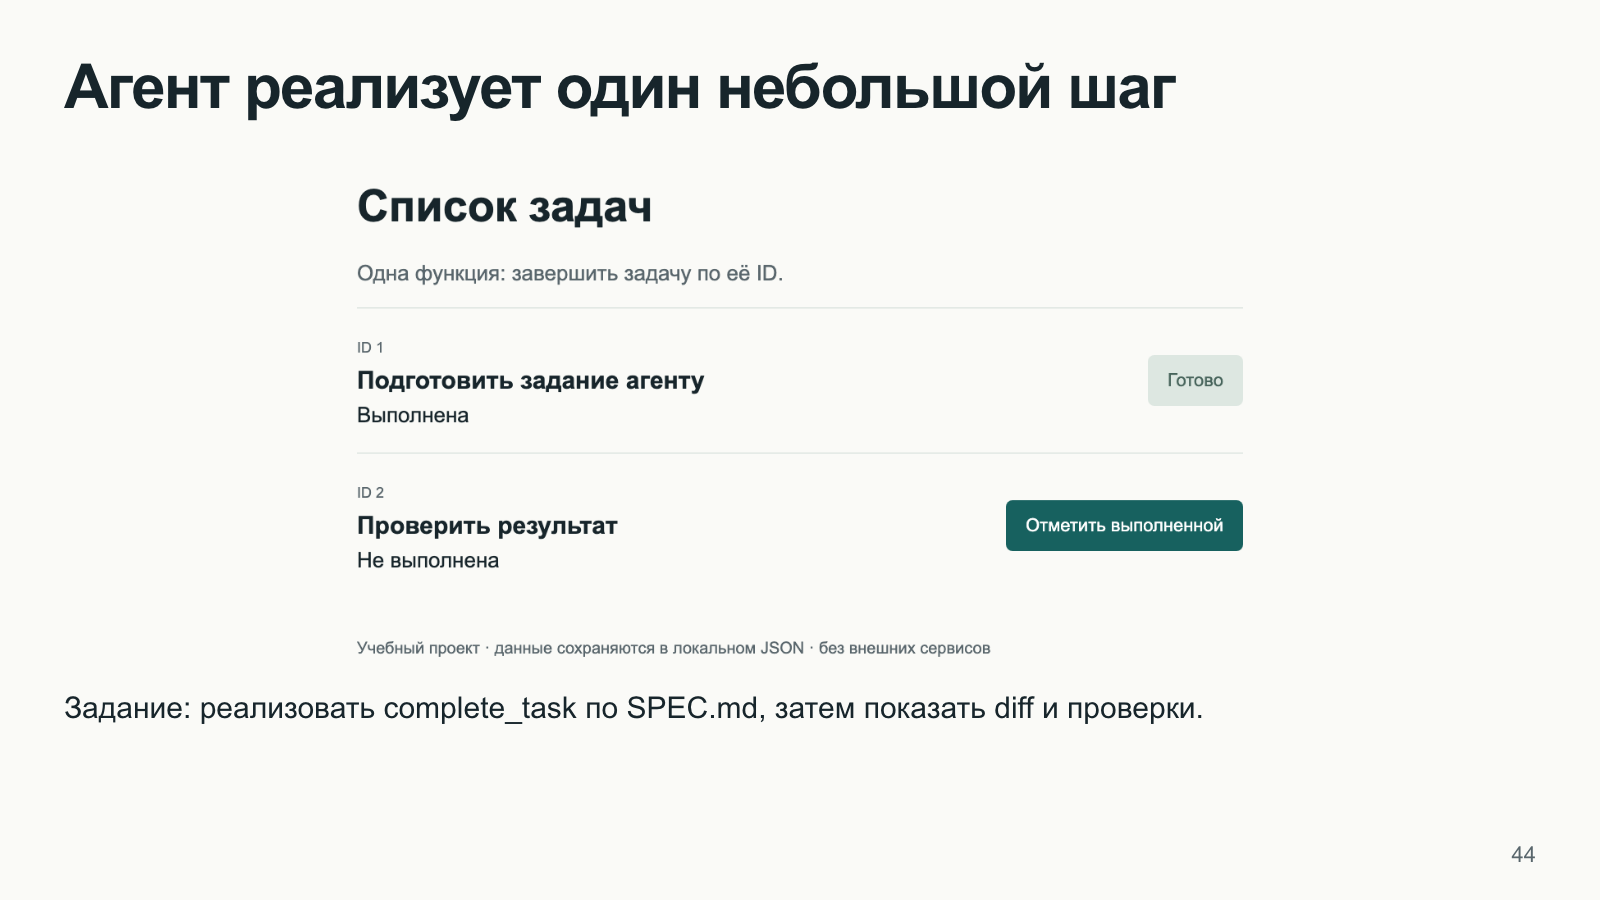 Агент реализует один небольшой шаг
Список задач
Одна функция: завершить задачу по её ID.
ID 1
Подготовить задание агенту
Выполнена
Готово
ID 2
Проверить результат
Не выполнена
Отметить выполненной
Учебный проект · данные сохраняются в локальном JSON · без внешних сервисов
Задание: реализовать complete_task по SPEC.md, затем показать diff и проверки.
44